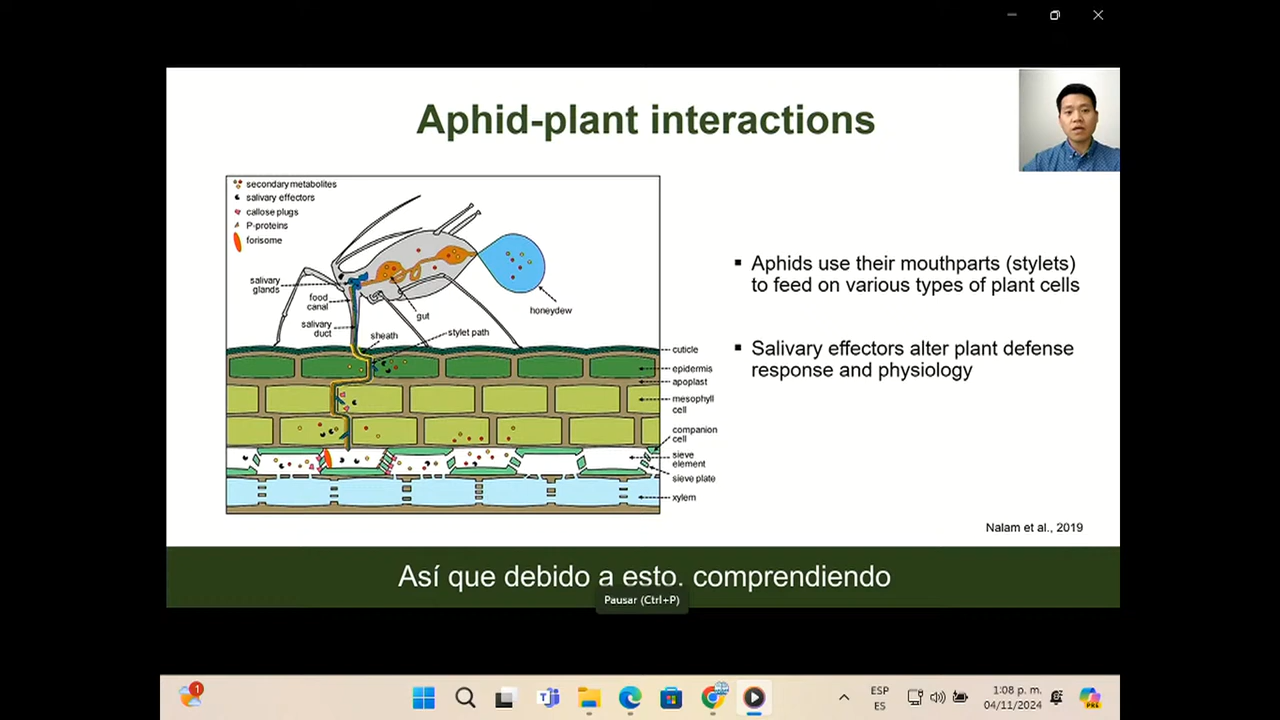 Aphid-plant interactions
secondary metabolites
salivary effectors
callose plugs
P-proteins
forisome
salivary
glands
food
canal
salivary
duct
sheath
gut
stylet path
honeydew
cuticle
epidermis
apoplast
mesophyll
cell
companion
cell
sieve
element
sieve plate
xylem
▪ Aphids use their mouthparts (stylets)
to feed on various types of plant cells
▪ Salivary effectors alter plant defense
response and physiology
Nalam et al., 2019
Así que debido a esto, comprendiendo
Pausar (Ctrl+P)
1
ESP
ES
1:08 p. m.
04/11/2024
PRE